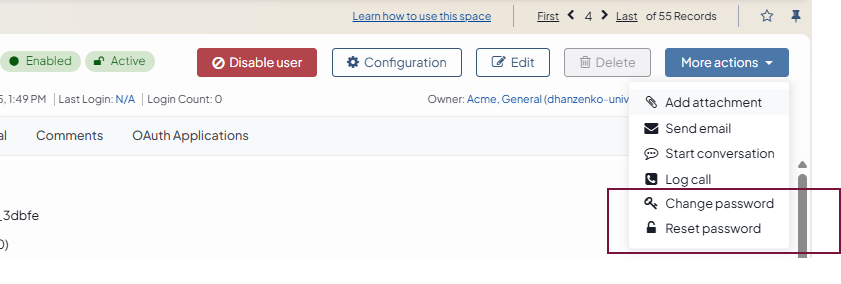 Learn how to use this space First 4 Last of 55 Records
Enabled Active Disable user Configuration Edit Delete More actions
5, 1:49 PM Last Login: N/A Login Count: 0 Owner: Acme, General (dhanzenko-univ
Add attachment
Send email
al Comments OAuth Applications
Start conversation
Log call
Change password
_3dbfe
Reset password
0)